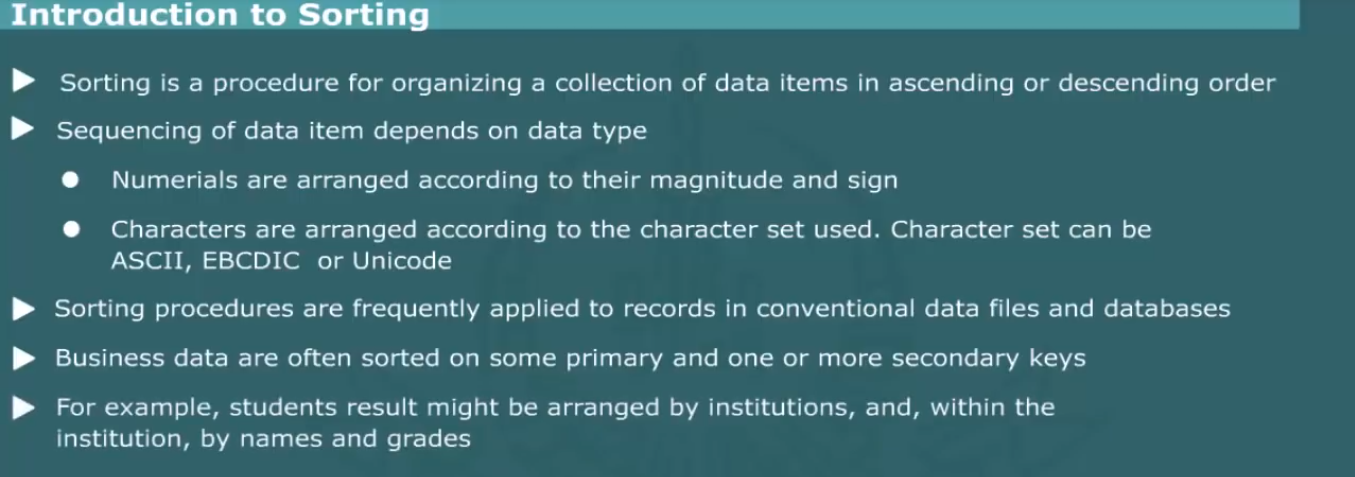 Introduction to Sorting
Sorting is a procedure for organizing a collection of data items in ascending or descending order
Sequencing of data item depends on data type
Numerials are arranged according to their magnitude and sign
Characters are arranged according to the character set used. Character set can be
ASCII, EBCDIC or Unicode
Sorting procedures are frequently applied to records in conventional data files and databases
Business data are often sorted on some primary and one or more secondary keys
For example, students result might be arranged by institutions, and, within the
institution, by names and grades